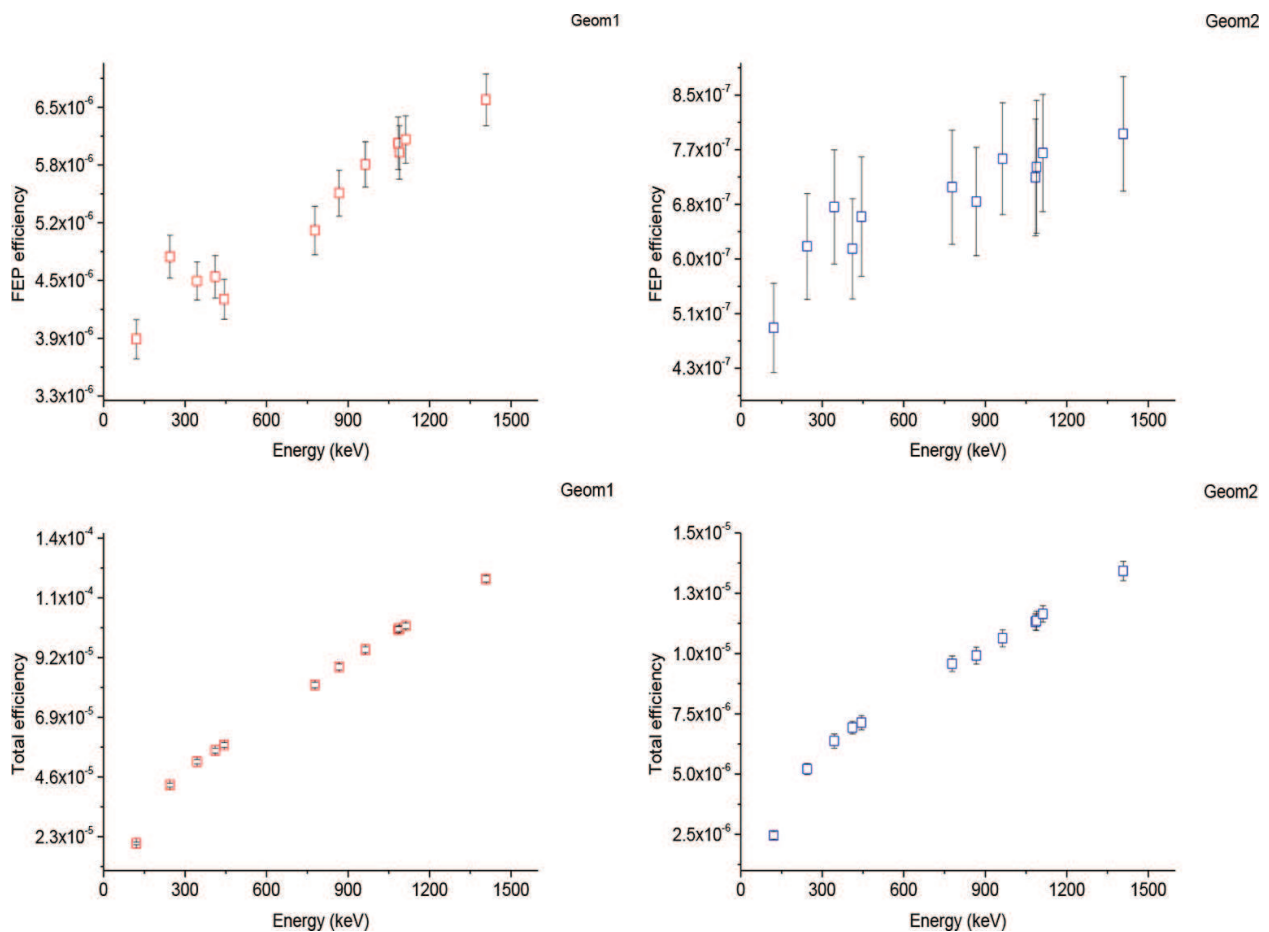 Geom1
6.5x10⁻⁶
5.8x10⁻⁶
5.2x10⁻⁶
4.5x10⁻⁶
3.9x10⁻⁶
3.3x10⁻⁶
FEP efficiency
0 300 600 900 1200 1500
Energy (keV)
Geom2
8.5x10⁻⁷
7.7x10⁻⁷
6.8x10⁻⁷
6.0x10⁻⁷
5.1x10⁻⁷
4.3x10⁻⁷
FEP efficiency
0 300 600 900 1200 1500
Energy (keV)
Geom1
1.4x10⁻⁴
1.1x10⁻⁴
9.2x10⁻⁵
6.9x10⁻⁵
4.6x10⁻⁵
2.3x10⁻⁵
Total efficiency
0 300 600 900 1200 1500
Energy (keV)
Geom2
1.5x10⁻⁵
1.3x10⁻⁵
1.0x10⁻⁵
7.5x10⁻⁶
5.0x10⁻⁶
2.5x10⁻⁶
Total efficiency
0 300 600 900 1200 1500
Energy (keV)